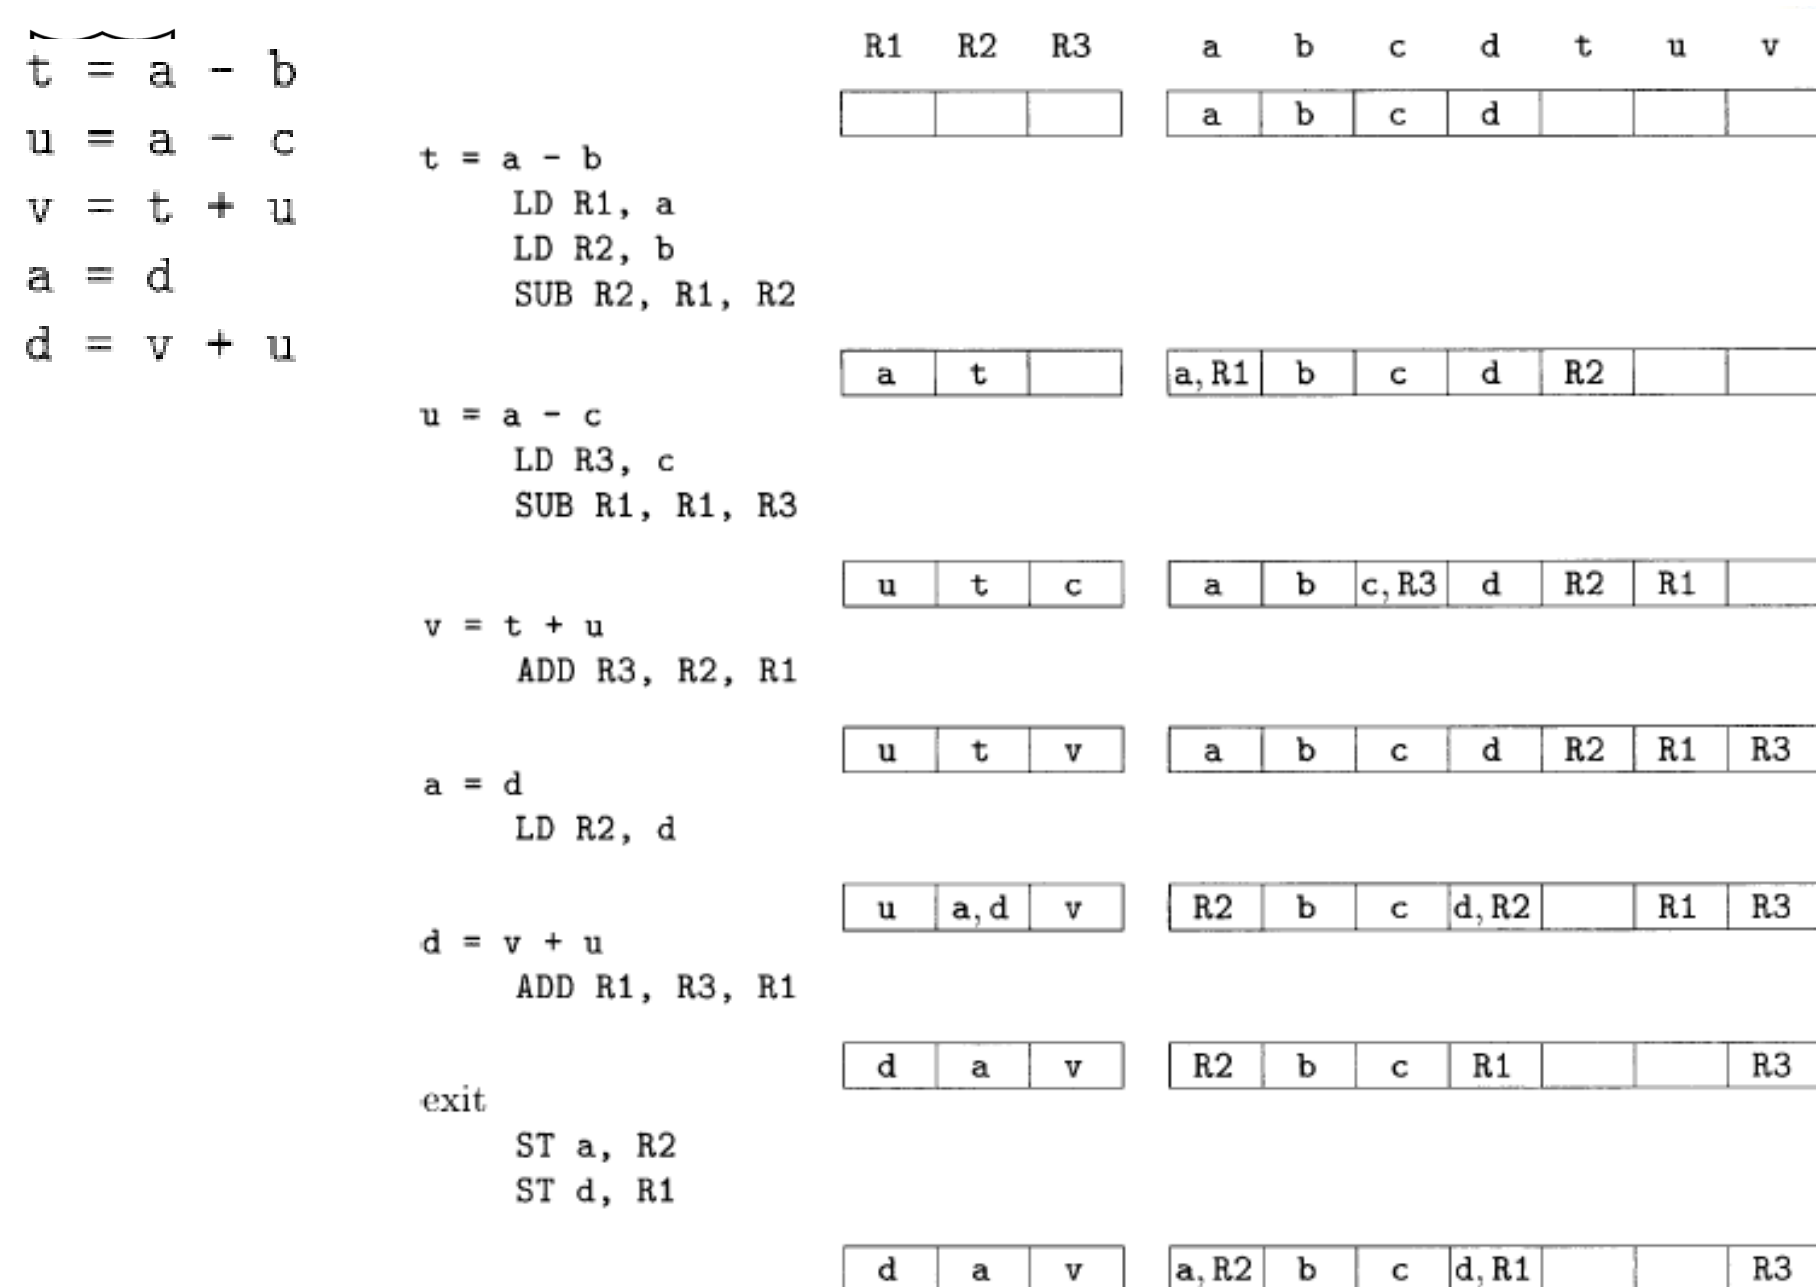 t = a - b
u = a - c
v = t + u
a = d
d = v + u
R1 R2 R3 a b c d t u v
a b c d
t = a - b
LD R1, a
LD R2, b
SUB R2, R1, R2
a t a,R1 b c d R2
u = a - c
LD R3, c
SUB R1, R1, R3
u t c a b c,R3 d R2 R1
v = t + u
ADD R3, R2, R1
u t v a b c d R2 R1 R3
a = d
LD R2, d
u a,d v R2 b c d,R2 R1 R3
d = v + u
ADD R1, R3, R1
d a v R2 b c R1 R3
exit
ST a, R2
ST d, R1
d a v a,R2 b c d,R1 R3